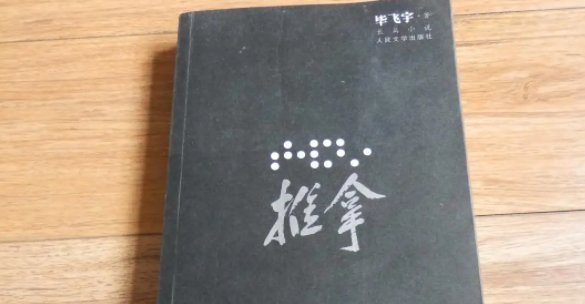 毕飞宇·著
长篇小说
人民文学出版社
推拿